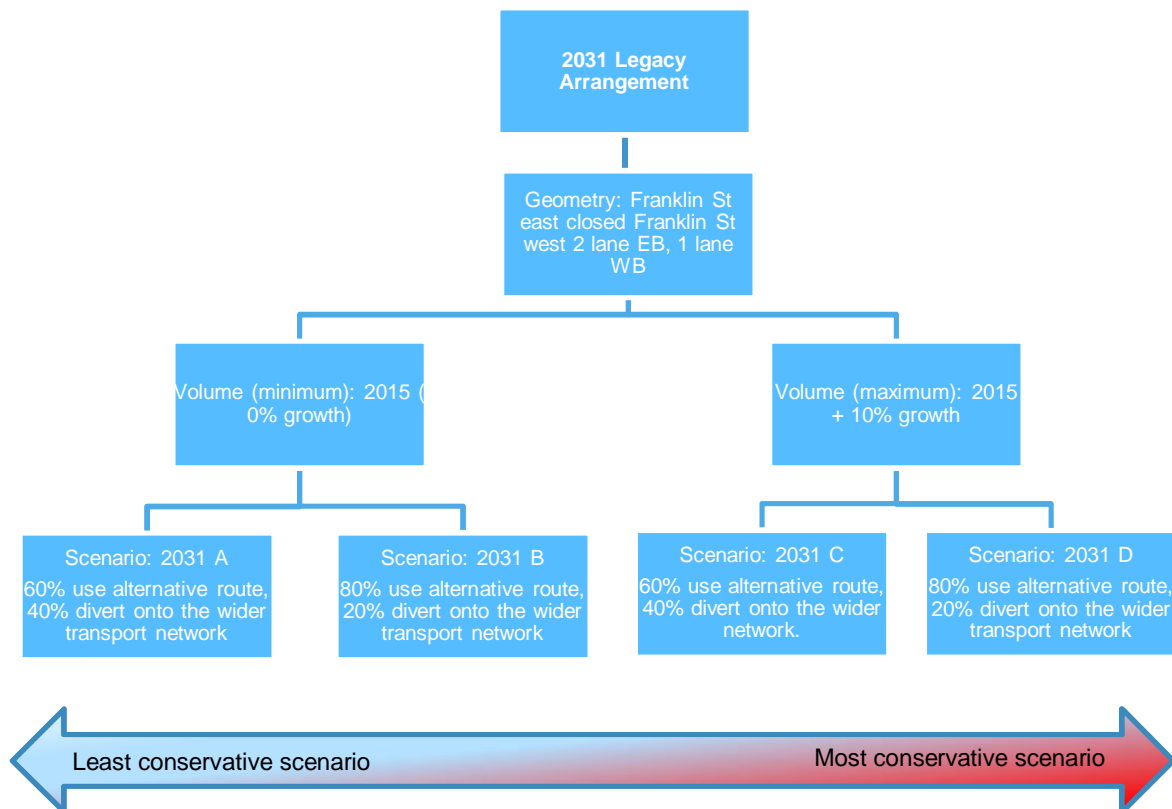 2031 Legacy
Arrangement
Geometry: Franklin St
east closed Franklin St
west 2 lane EB, 1 lane
WB
Volume (minimum): 2015 (
0% growth)
Volume (maximum): 2015
+ 10% growth
Scenario: 2031 A
60% use alternative route,
40% divert onto the wider
transport network
Scenario: 2031 B
80% use alternative route,
20% divert onto the wider
transport network
Scenario: 2031 C
60% use alternative route,
40% divert onto the wider
network.
Scenario: 2031 D
80% use alternative route,
20% divert onto the wider
transport network
Least conservative scenario
Most conservative scenario